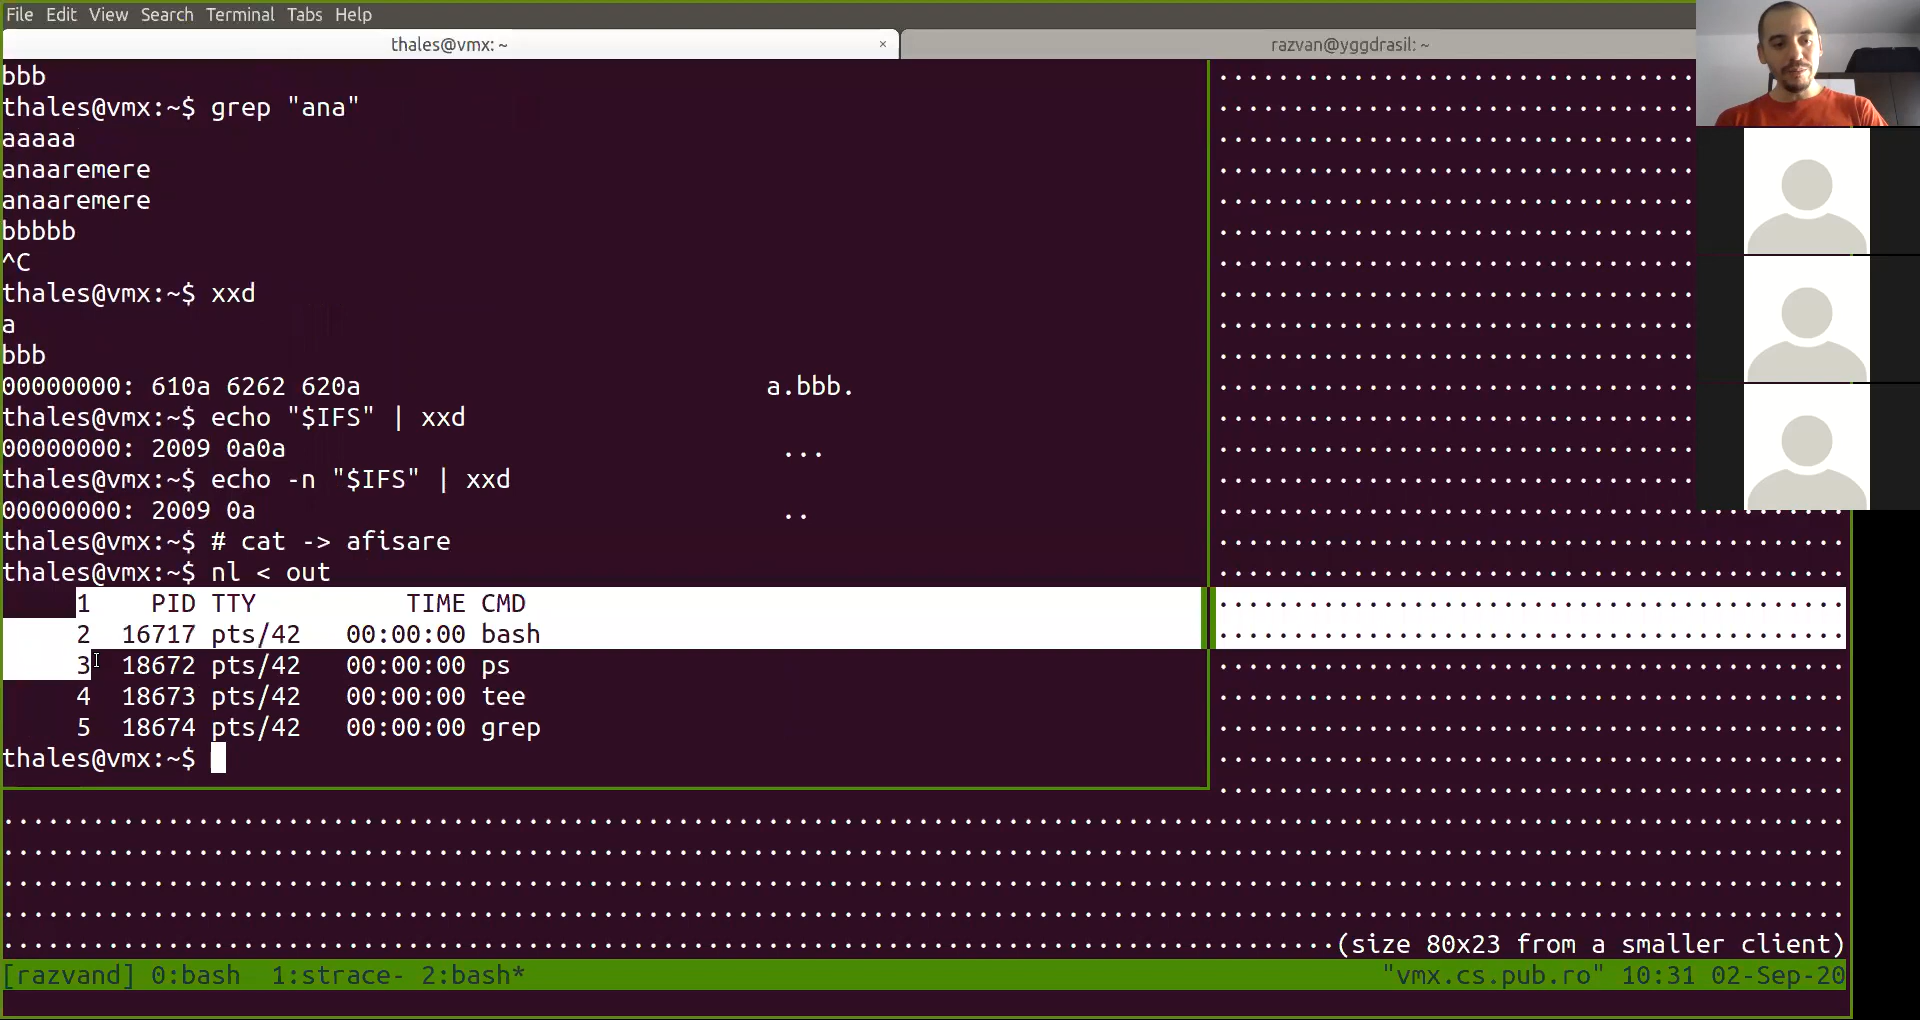 File Edit View Search Terminal Tabs Help
thales@vmx: ~ ×
razvan@yggdrasil: ~
bbb
thales@vmx:~$ grep "ana"
aaaaa
anaaremere
anaaremere
bbbbb
^C
thales@vmx:~$ xxd
a
bbb
00000000: 610a 6262 620a a.bbb.
thales@vmx:~$ echo "$IFS" | xxd
00000000: 2009 0a0a ...
thales@vmx:~$ echo -n "$IFS" | xxd
00000000: 2009 0a ..
thales@vmx:~$ # cat -> afisare
thales@vmx:~$ nl < out
1 PID TTY TIME CMD
2 16717 pts/42 00:00:00 bash
3 18672 pts/42 00:00:00 ps
4 18673 pts/42 00:00:00 tee
5 18674 pts/42 00:00:00 grep
thales@vmx:~$
(size 80x23 from a smaller client)
[razvand] 0:bash 1:strace- 2:bash* "vmx.cs.pub.ro" 10:31 02-Sep-20